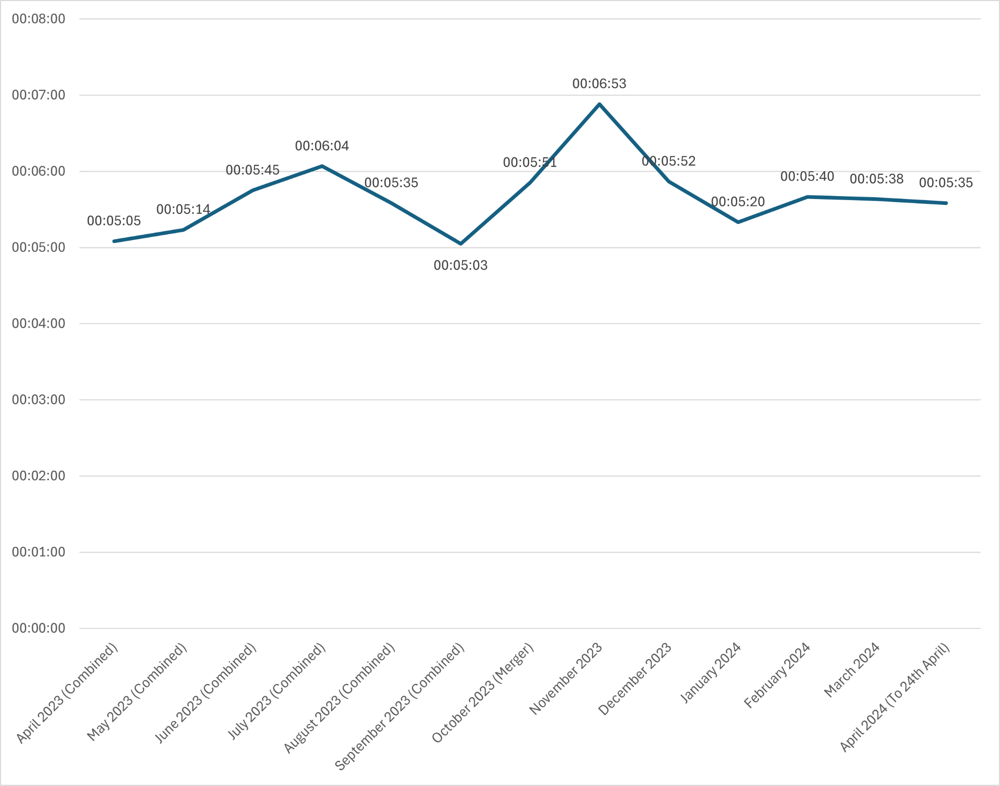 00:08:00
00:07:00
00:06:00
00:05:00
00:04:00
00:03:00
00:02:00
00:01:00
00:00:00
00:05:05
00:05:14
00:05:45
00:06:04
00:05:35
00:05:03
00:05:51
00:06:53
00:05:52
00:05:20
00:05:40
00:05:38
00:05:35
April 2023 (Combined)
May 2023 (Combined)
June 2023 (Combined)
July 2023 (Combined)
August 2023 (Combined)
September 2023 (Combined)
October 2023 (Merger)
November 2023
December 2023
January 2024
February 2024
March 2024
April 2024 (To 24th April)